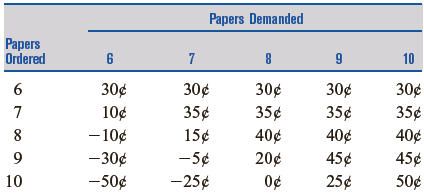 Papers Demanded
Papers
Ordered 6 7 8 9 10
6 30¢ 30¢ 30¢ 30¢ 30¢
7 10¢ 35¢ 35¢ 35¢ 35¢
8 −10¢ 15¢ 40¢ 40¢ 40¢
9 −30¢ −5¢ 20¢ 45¢ 45¢
10 −50¢ −25¢ 0¢ 25¢ 50¢